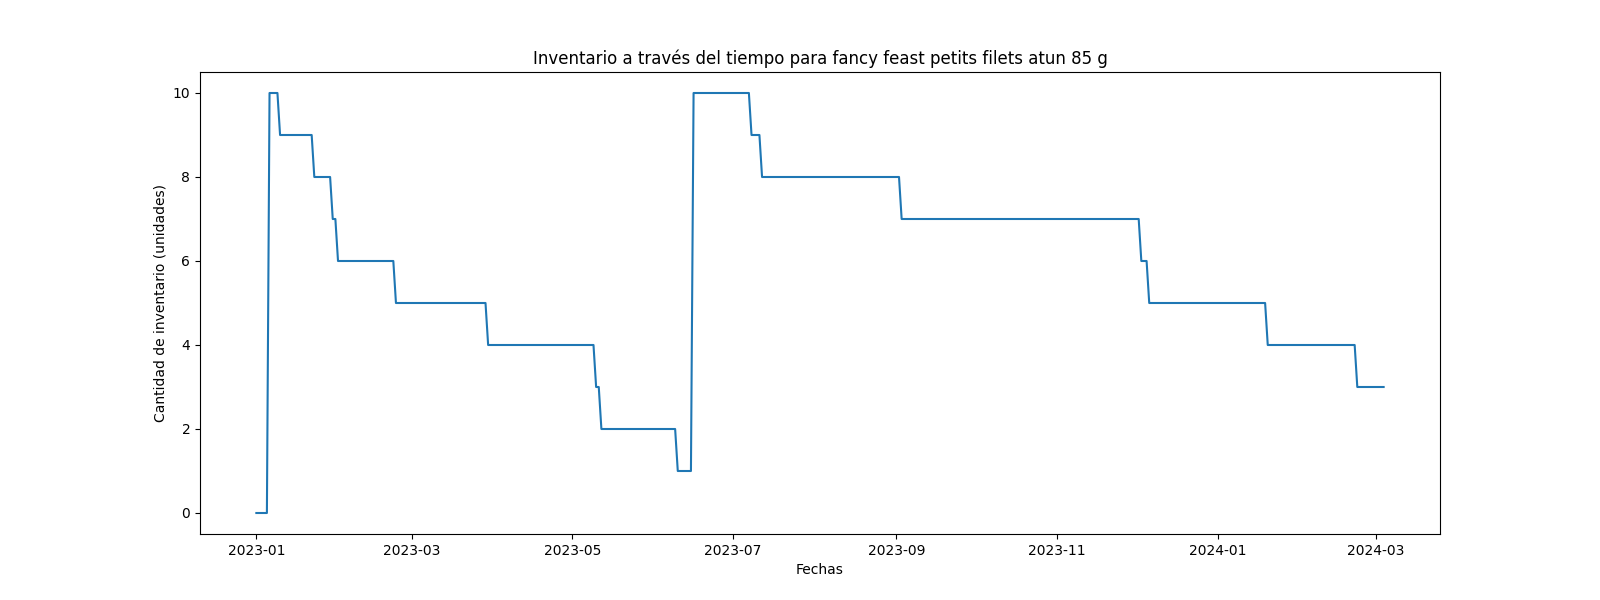 Inventario a través del tiempo para fancy feast petits filets atun 85 g
Cantidad de inventario (unidades)
10
8
6
4
2
0
2023-01 2023-03 2023-05 2023-07 2023-09 2023-11 2024-01 2024-03
Fechas